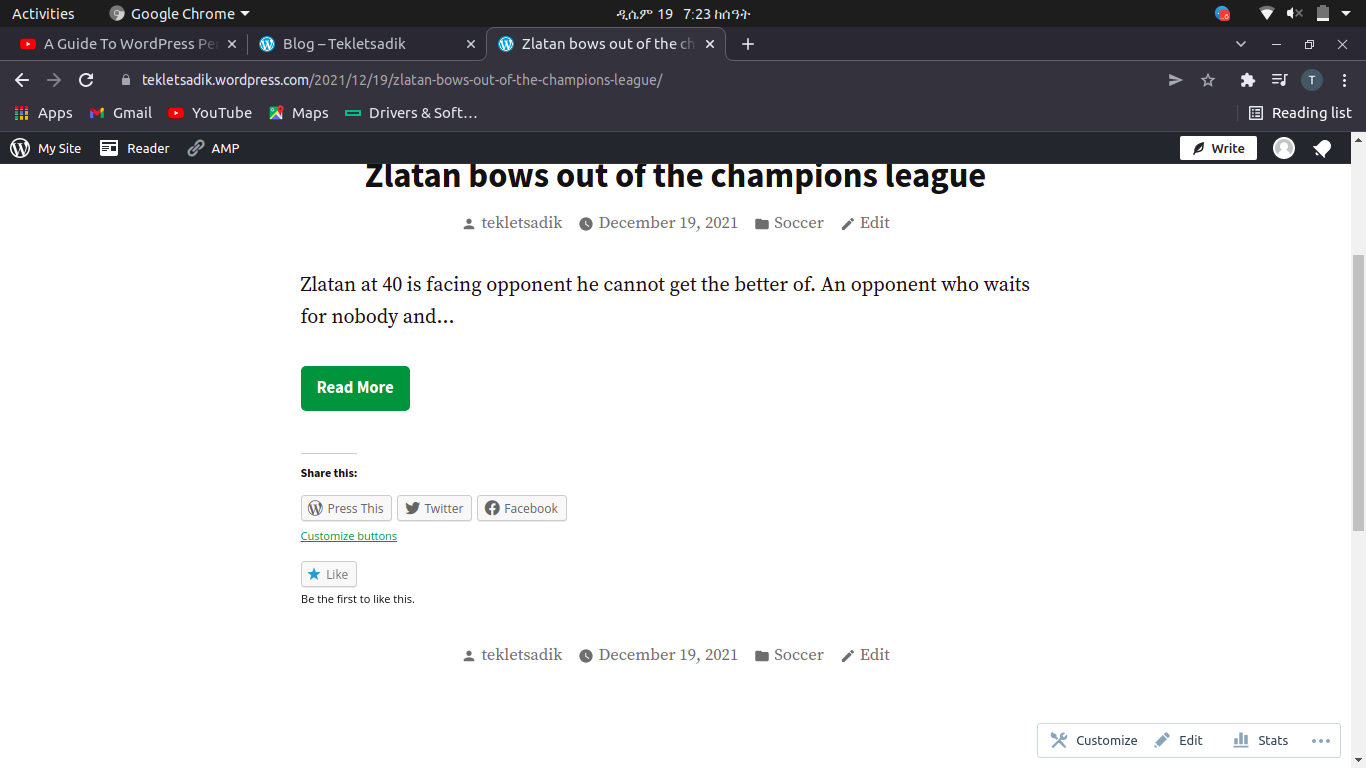 Activities Google Chrome ዲሴም 19 7:23 ከሰዓት
A Guide To WordPress Pe Blog – Tekletsadik Zlatan bows out of the ch
tekletsadik.wordpress.com/2021/12/19/zlatan-bows-out-of-the-champions-league/ T
Apps Gmail YouTube Maps Drivers & Soft… Reading list
My Site Reader AMP Write
Zlatan bows out of the champions league
tekletsadik December 19, 2021 Soccer Edit
Zlatan at 40 is facing opponent he cannot get the better of. An opponent who waits
for nobody and…
Read More
Share this:
Press This Twitter Facebook
Customize buttons
Like
Be the first to like this.
tekletsadik December 19, 2021 Soccer Edit
Customize Edit Stats